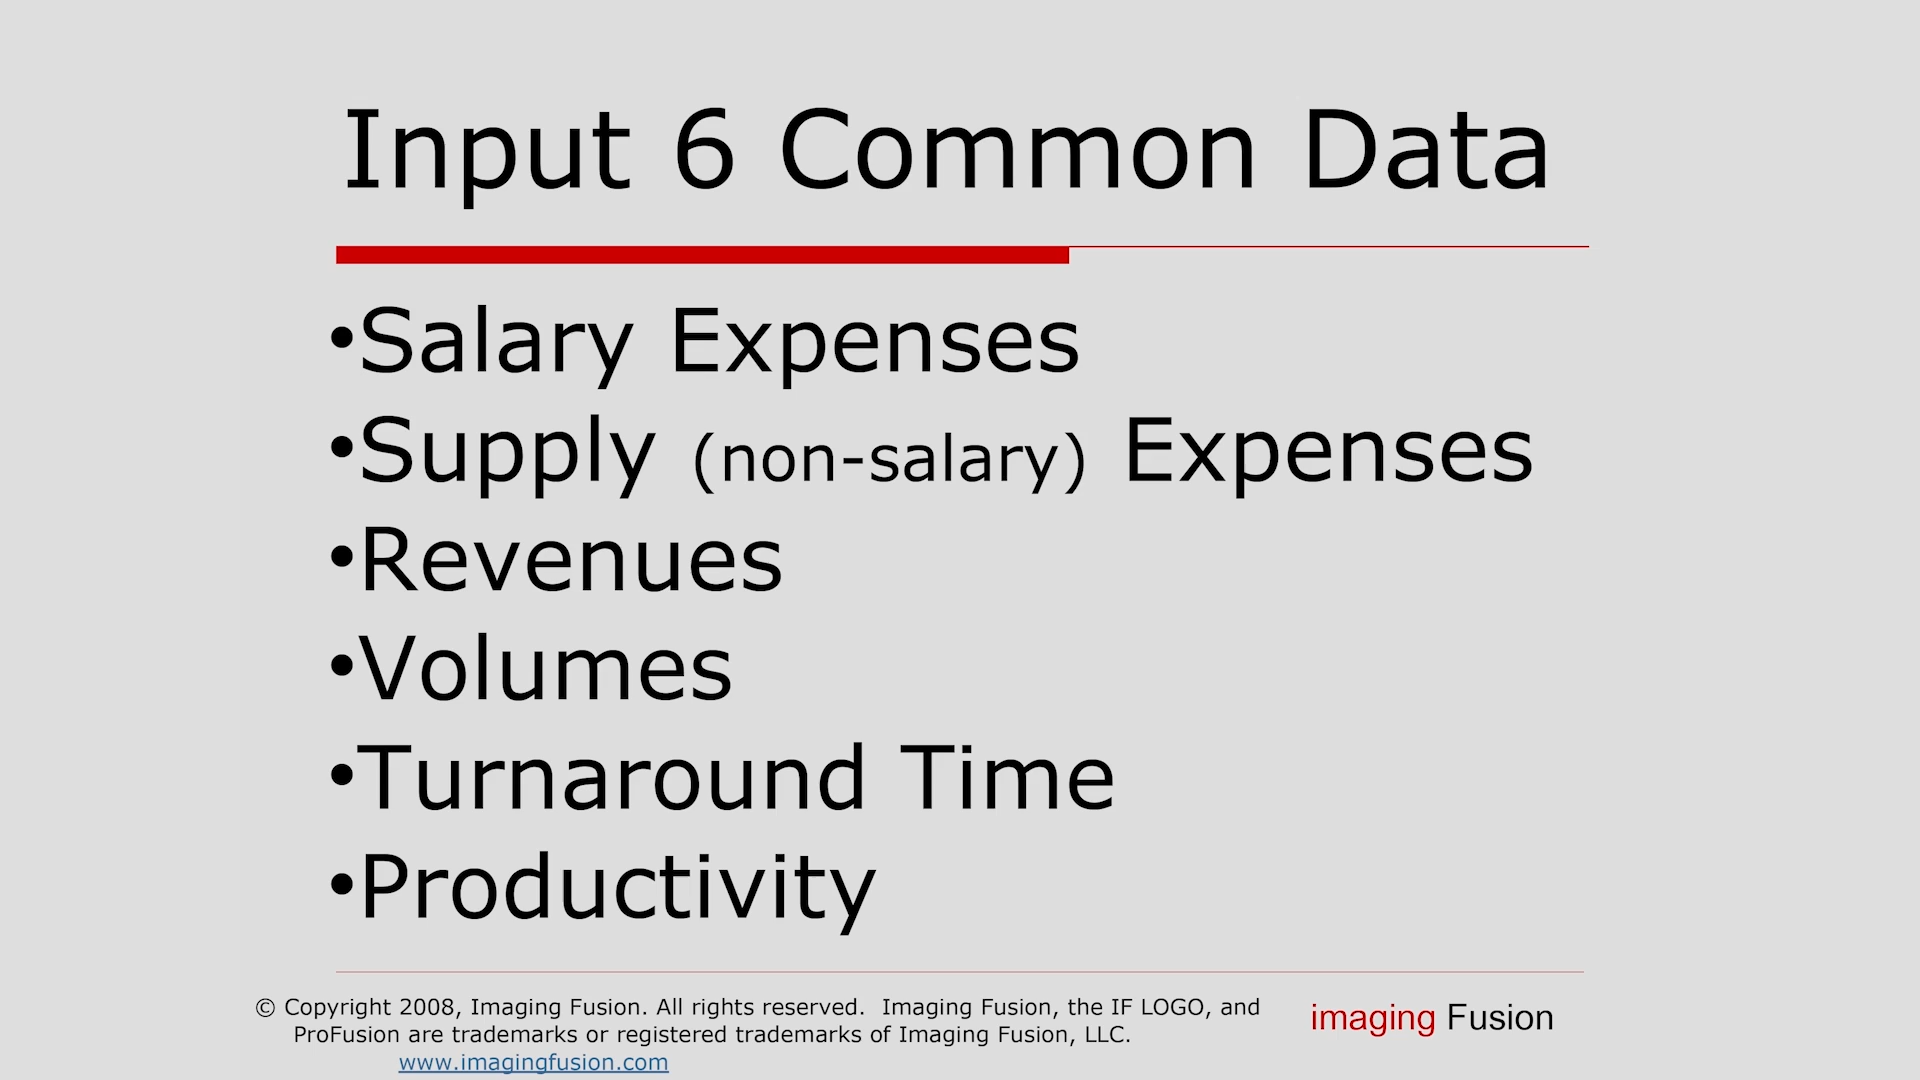 Input 6 Common Data
•Salary Expenses
•Supply (non-salary) Expenses
•Revenues
•Volumes
•Turnaround Time
•Productivity
© Copyright 2008, Imaging Fusion. All rights reserved.  Imaging Fusion, the IF LOGO, and
ProFusion are trademarks or registered trademarks of Imaging Fusion, LLC.
www.imagingfusion.com
imaging Fusion